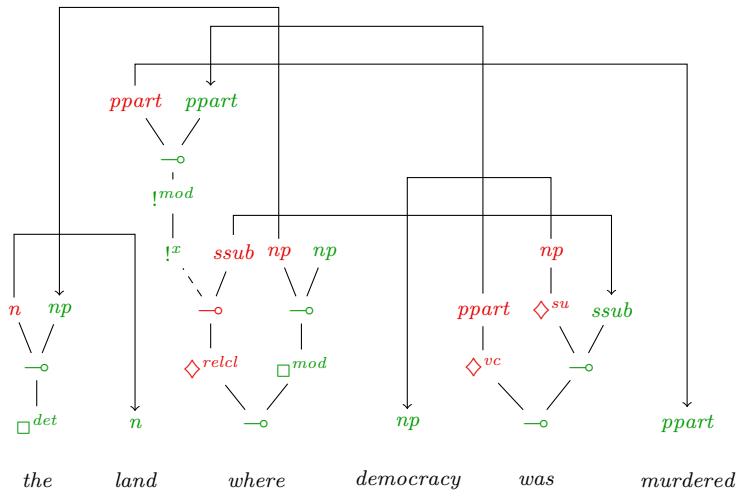 ppart ppart
⊸
!^{mod}
!^{x} ssub np np np
n np ⊸ ⊸ ppart ◇^{su} ssub
⊸ ◇^{relcl} □^{mod} ◇^{vc} ⊸
□^{det} n ⊸ np ⊸ ppart
the land where democracy was murdered